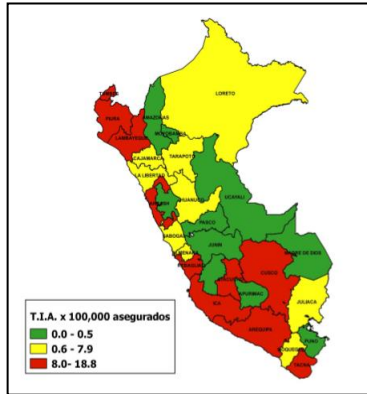 LORETO
TUMBES
PIURA
AMAZONAS
LAMBAYEQUE
MOYOBAMBA
CAJAMARCA
TARAPOTO
LA LIBERTAD
HUANUCO
UCAYALI
PASCO
JUNIN
MADRE DE DIOS
CUSCO
APURIMAC
ICA
AREQUIPA
JULIACA
PUNO
MOQUEGUA
TACNA
T.I.A. x 100,000 asegurados
0.0 - 0.5
0.6 - 7.9
8.0- 18.8